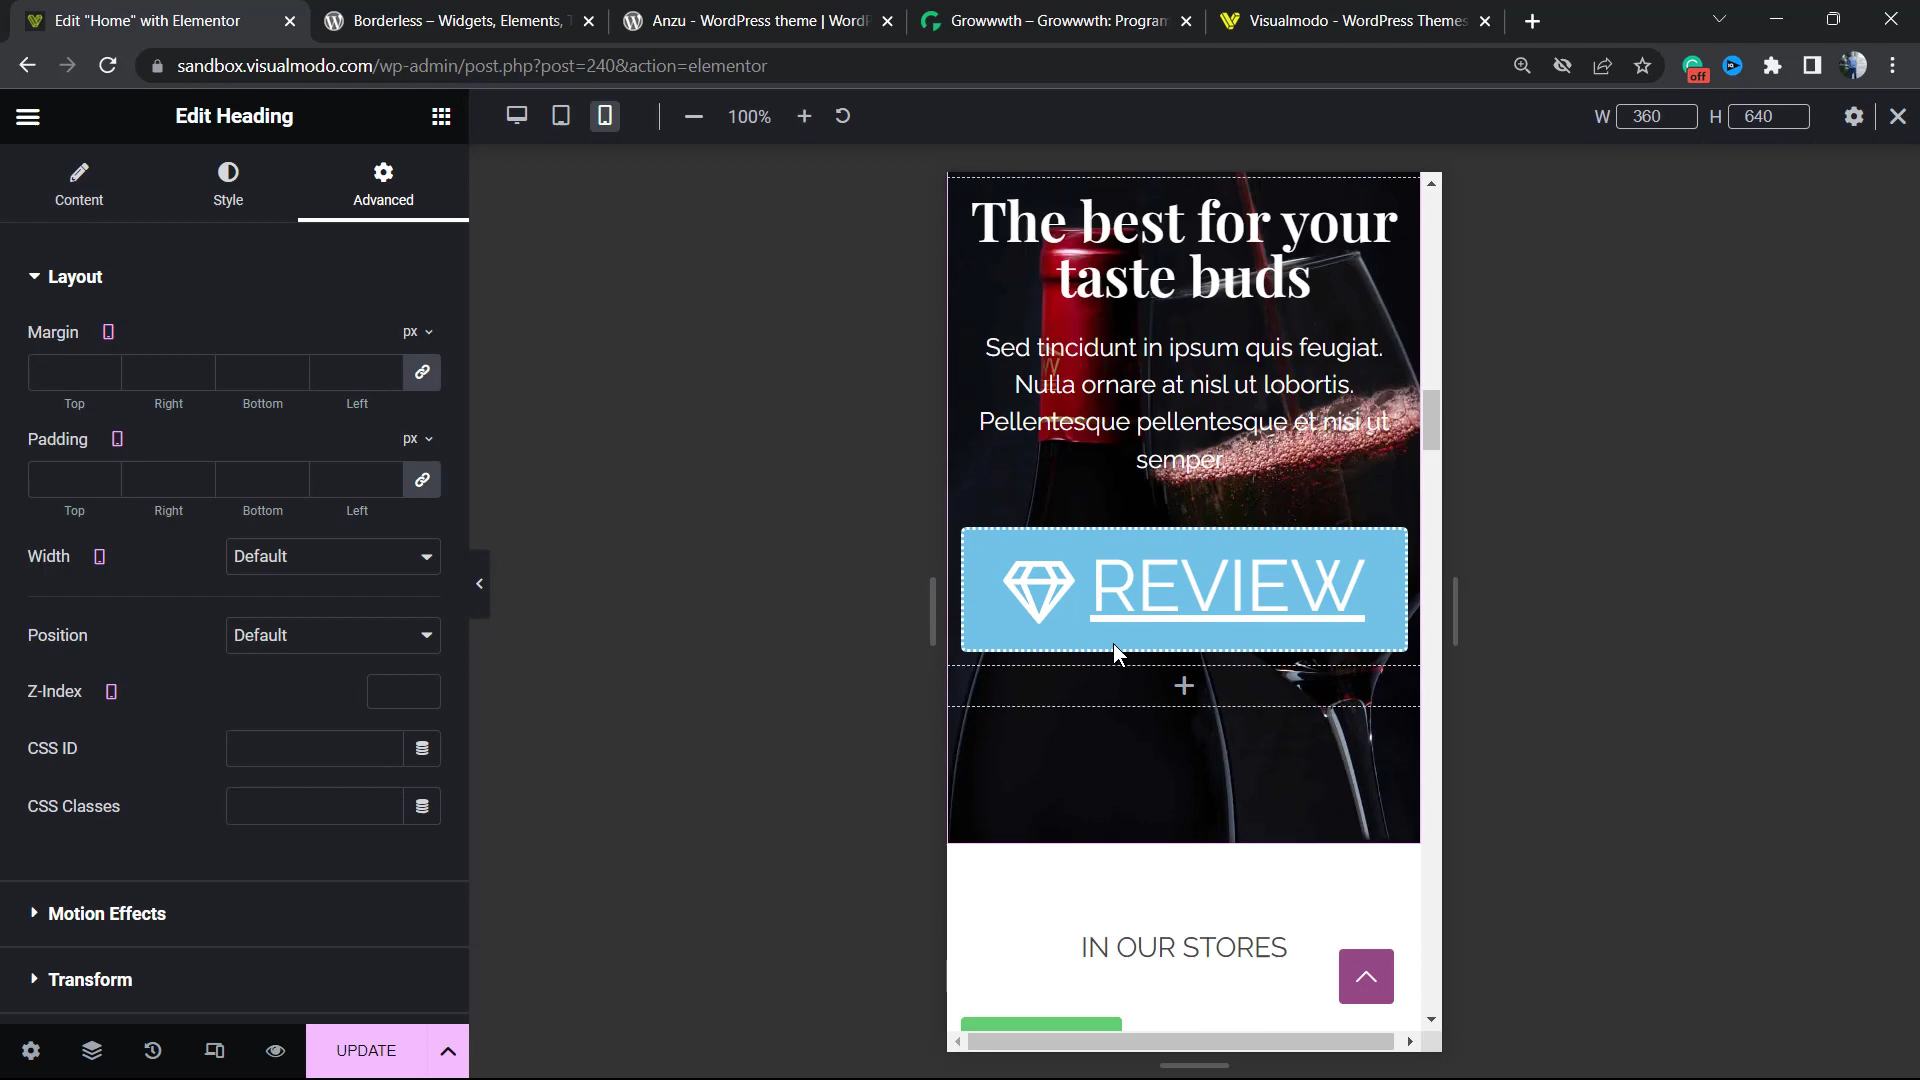 Edit "Home" with Elementor
Borderless – Widgets, Elements, T
Anzu - WordPress theme | WordP
Growwwth – Growwwth: Program
Visualmodo - WordPress Themes
sandbox.visualmodo.com/wp-admin/post.php?post=240&action=elementor
off
Edit Heading
100%
W 360 H 640
Content
Style
Advanced
Layout
Margin
px
Top
Right
Bottom
Left
Padding
px
Top
Right
Bottom
Left
Width
Default
Position
Default
Z-Index
CSS ID
CSS Classes
Motion Effects
Transform
UPDATE
The best for your
taste buds
Sed tincidunt in ipsum quis feugiat.
Nulla ornare at nisl ut lobortis.
Pellentesque pellentesque et nisi ut
semper.
REVIEW
IN OUR STORES